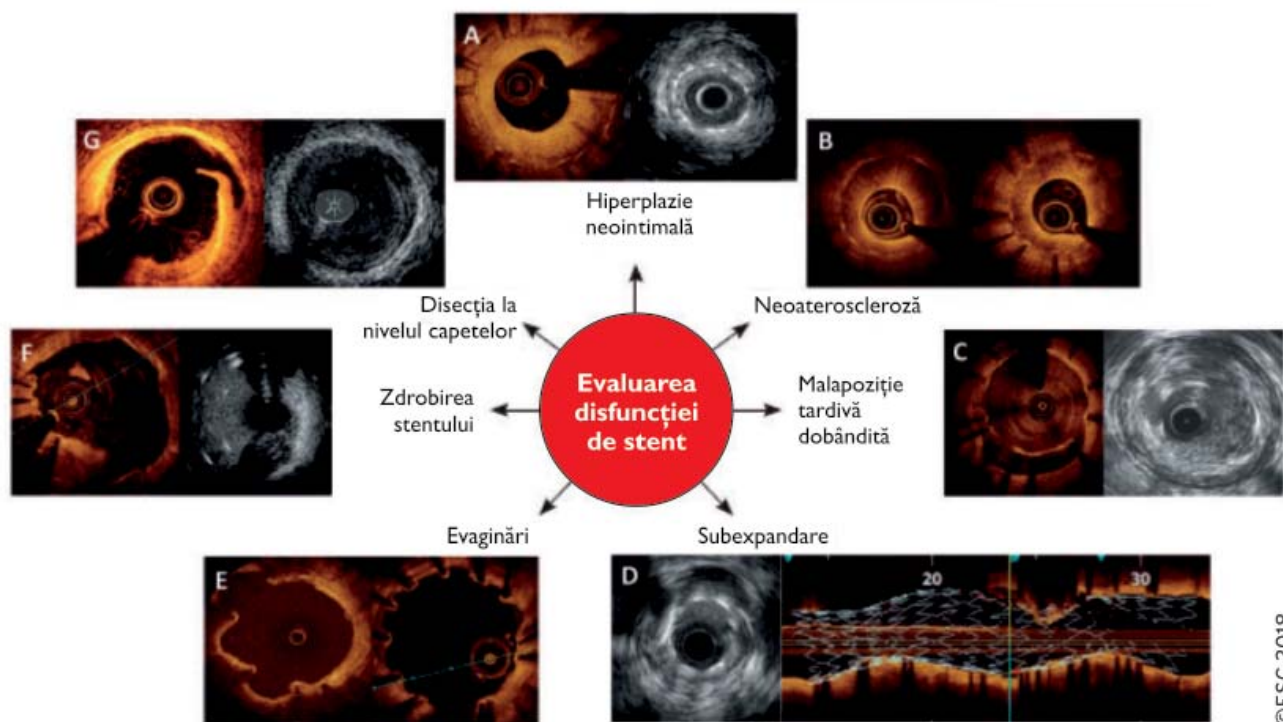 A
Hiperplazie
neointimală
G
B
Disecția la
nivelul capetelor
Neoateroscleroză
F
C
Zdrobirea
stentului
Evaluarea
disfuncției
de stent
Malapoziție
tardivă
dobândită
Evaginări
Subexpandare
E
D
20
30
©ESC 2018